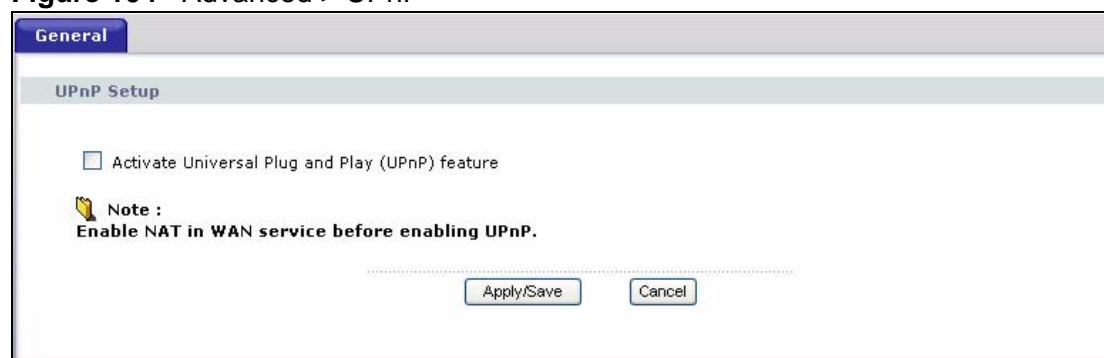 General
UPnP Setup
Activate Universal Plug and Play (UPnP) feature
Note :
Enable NAT in WAN service before enabling UPnP.
Apply/Save Cancel